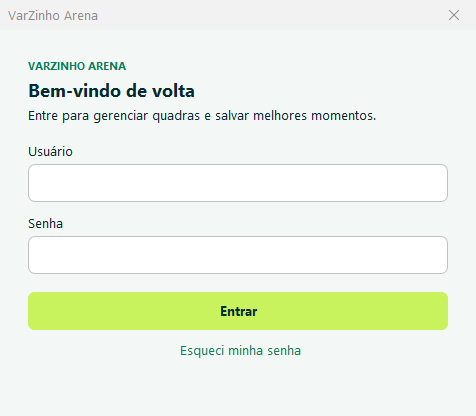 VarZinho Arena
VARZINHO ARENA
Bem-vindo de volta
Entre para gerenciar quadras e salvar melhores momentos.
Usuário
Senha
Entrar
Esqueci minha senha